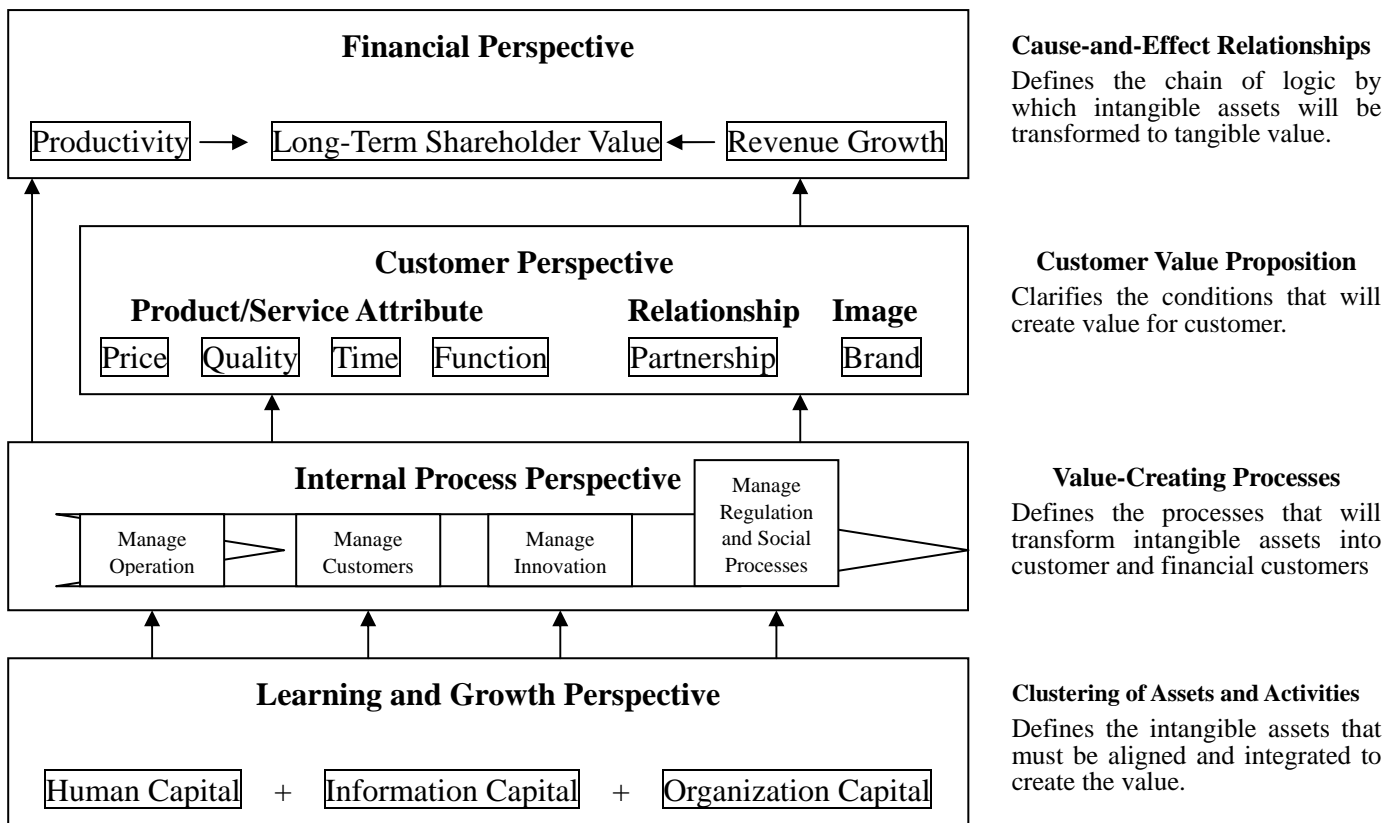 Financial Perspective
Productivity Long-Term Shareholder Value Revenue Growth
Cause-and-Effect Relationships
Defines the chain of logic by
which intangible assets will be
transformed to tangible value.
Customer Perspective
Product/Service Attribute Relationship Image
Price Quality Time Function Partnership Brand
Customer Value Proposition
Clarifies the conditions that will
create value for customer.
Internal Process Perspective
Manage
Operation
Manage
Customers
Manage
Innovation
Manage
Regulation
and Social
Processes
Value-Creating Processes
Defines the processes that will
transform intangible assets into
customer and financial customers
Learning and Growth Perspective
Human Capital + Information Capital + Organization Capital
Clustering of Assets and Activities
Defines the intangible assets that
must be aligned and integrated to
create the value.